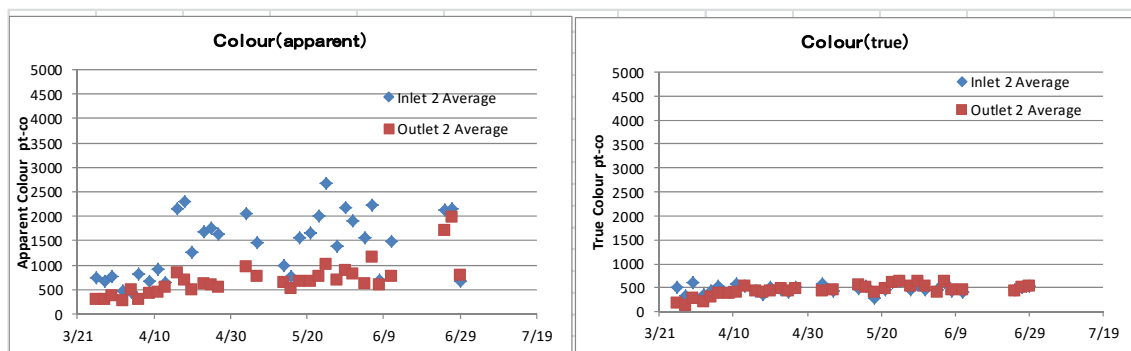 Colour(apparent)
5000
4500
4000
3500
3000
2500
2000
1500
1000
500
0
Apparent Colour pt-co
Inlet 2 Average
Outlet 2 Average
3/21 4/10 4/30 5/20 6/9 6/29 7/19
Colour(true)
5000
4500
4000
3500
3000
2500
2000
1500
1000
500
0
True Colour pt-co
Inlet 2 Average
Outlet 2 Average
3/21 4/10 4/30 5/20 6/9 6/29 7/19